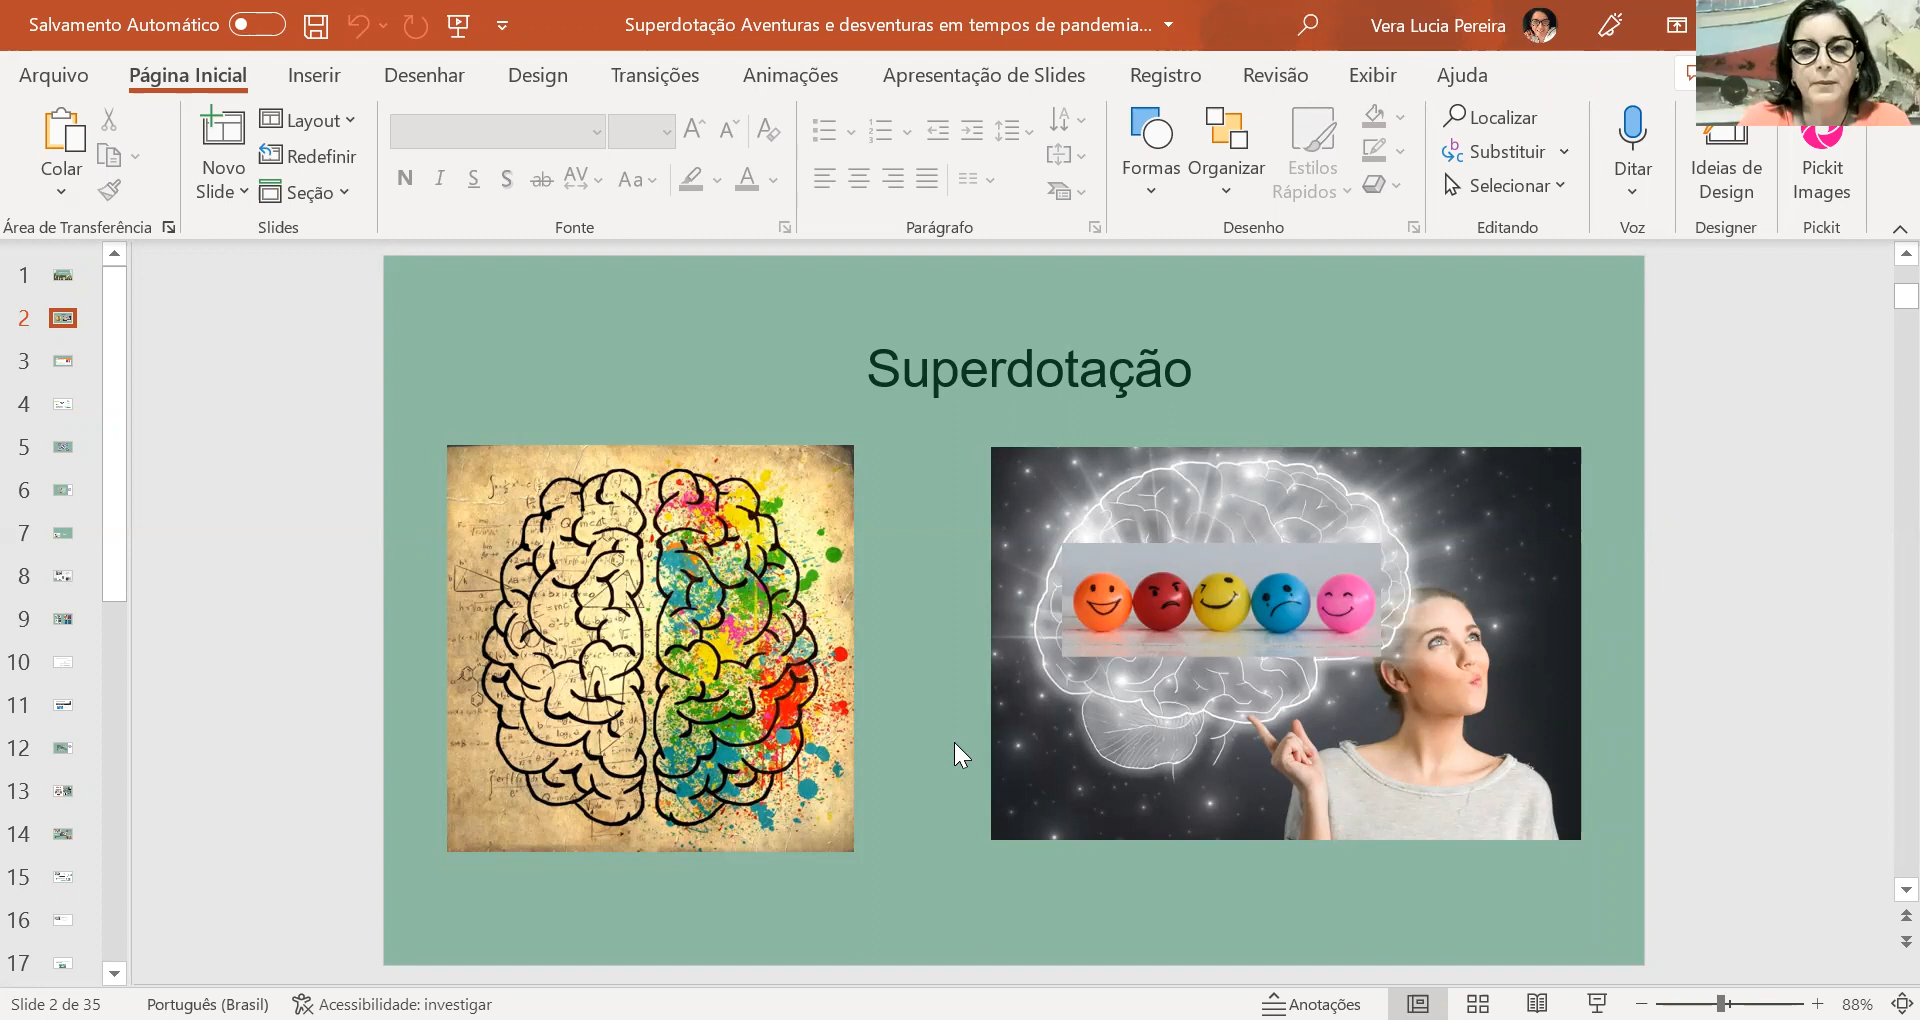 Salvamento Automático
Superdotação Aventuras e desventuras em tempos de pandemia...
Vera Lucia Pereira
Arquivo
Página Inicial
Inserir
Desenhar
Design
Transições
Animações
Apresentação de Slides
Registro
Revisão
Exibir
Ajuda
Colar
Novo
Slide
Layout
Redefinir
Seção
N I S S ab AV Aa A
Formas
Organizar
Estilos
Rápidos
Localizar
Substituir
Selecionar
Ditar
Ideias de
Design
Pickit
Images
Área de Transferência
Slides
Fonte
Parágrafo
Desenho
Editando
Voz
Designer
Pickit
1
2
3
4
5
6
7
8
9
10
11
12
13
14
15
16
17
Superdotação
Slide 2 de 35
Português (Brasil)
Acessibilidade: investigar
Anotações
88%